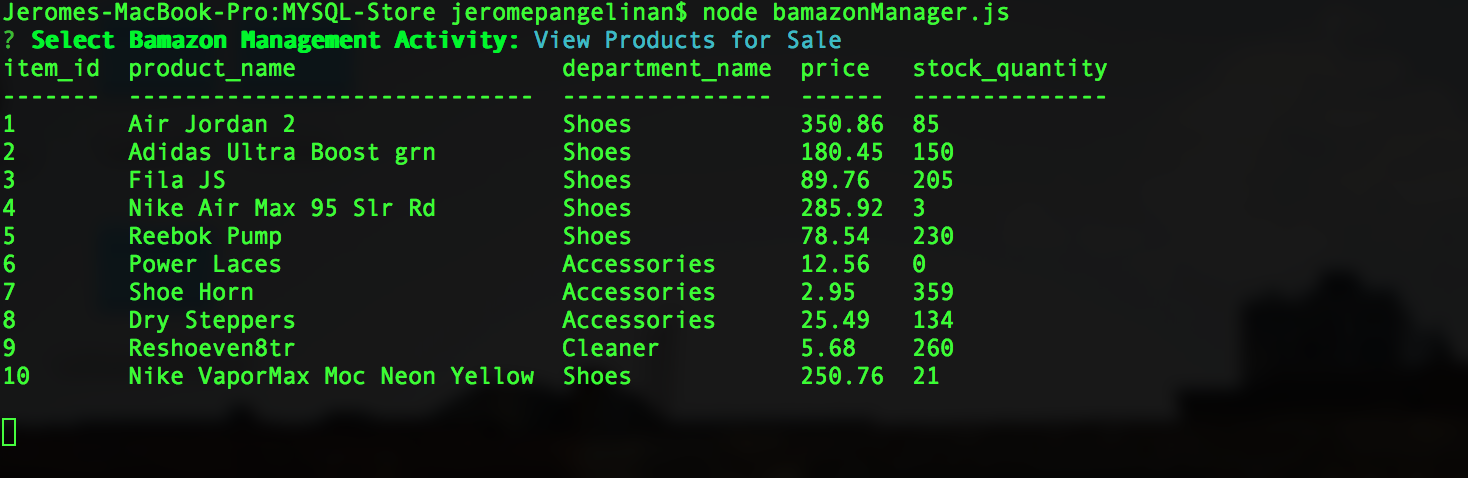 Jeromes-MacBook-Pro:MYSQL-Store jeromepangelinan$ node bamazonManager.js
? Select Bamazon Management Activity: View Products for Sale
item_id  product_name                   department_name  price   stock_quantity
-------  -----------------------------  ---------------  ------  --------------
1        Air Jordan 2                   Shoes            350.86  85
2        Adidas Ultra Boost grn         Shoes            180.45  150
3        Fila JS                        Shoes            89.76   205
4        Nike Air Max 95 Slr Rd         Shoes            285.92  3
5        Reebok Pump                    Shoes            78.54   230
6        Power Laces                    Accessories      12.56   0
7        Shoe Horn                      Accessories      2.95    359
8        Dry Steppers                   Accessories      25.49   134
9        Reshoeven8tr                   Cleaner          5.68    260
10       Nike VaporMax Moc Neon Yellow  Shoes            250.76  21